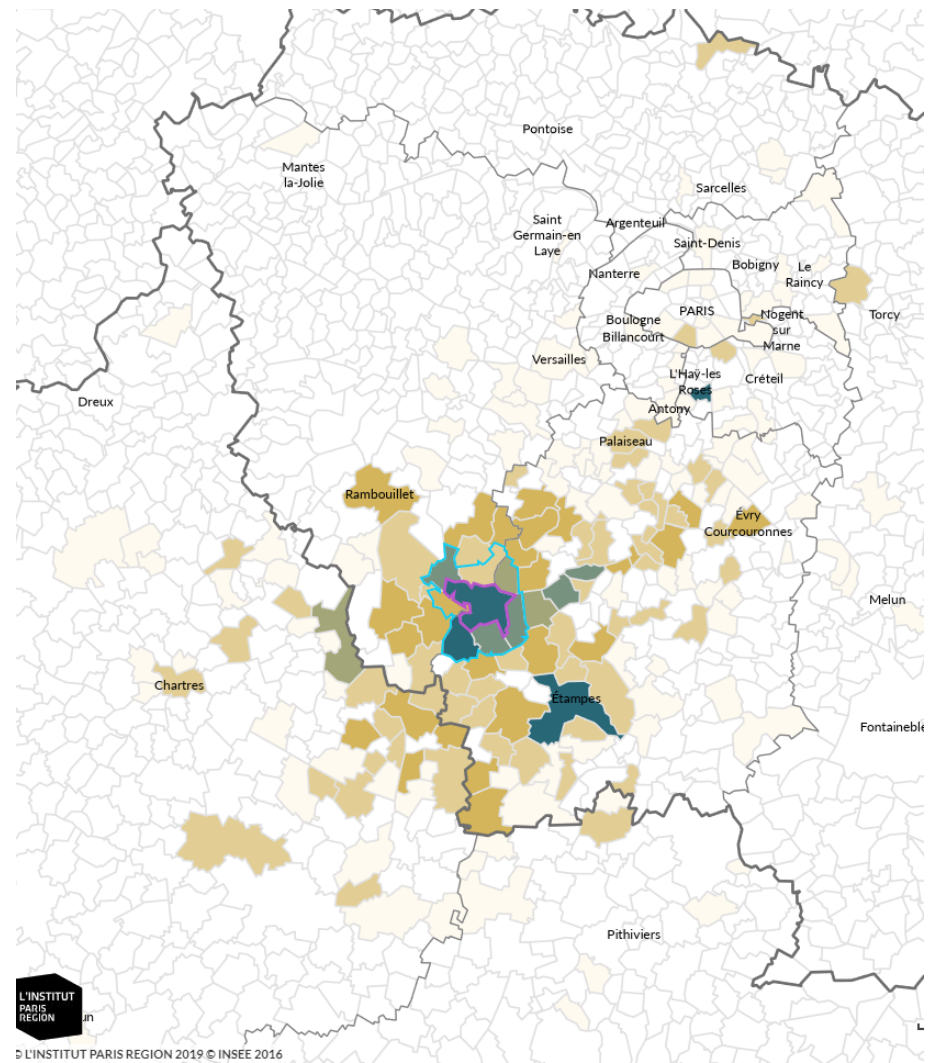 Pontoise
Mantes
la-Jolie
Sarcelles
Saint
Germain-en
Laye
Argenteuil
Saint-Denis
Bobigny
Le
Raincy
Nanterre
PARIS
Torcy
Boulogne
Billancourt
Nogent
sur
Marne
Versailles
L'Haÿ-les
Roses
Créteil
Dreux
Antony
Palaiseau
Rambouillet
Évry
Courcouronnes
Melun
Chartres
Étampes
Fontaineble
Pithiviers
L'INSTITUT
PARIS
REGION
un
© L'INSTITUT PARIS REGION 2019 © INSEE 2016